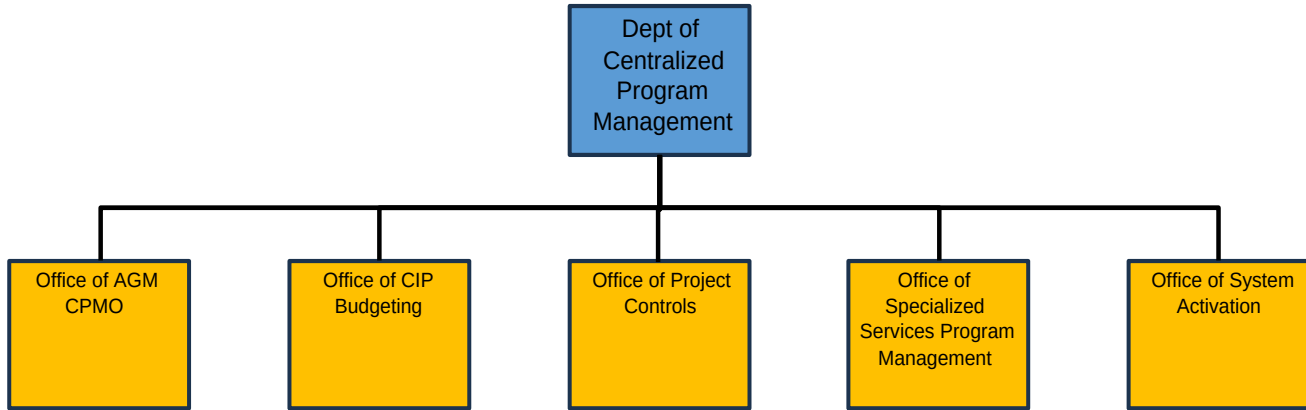 Dept of
Centralized
Program
Management
Office of AGM
CPMO
Office of CIP
Budgeting
Office of Project
Controls
Office of
Specialized
Services Program
Management
Office of System
Activation